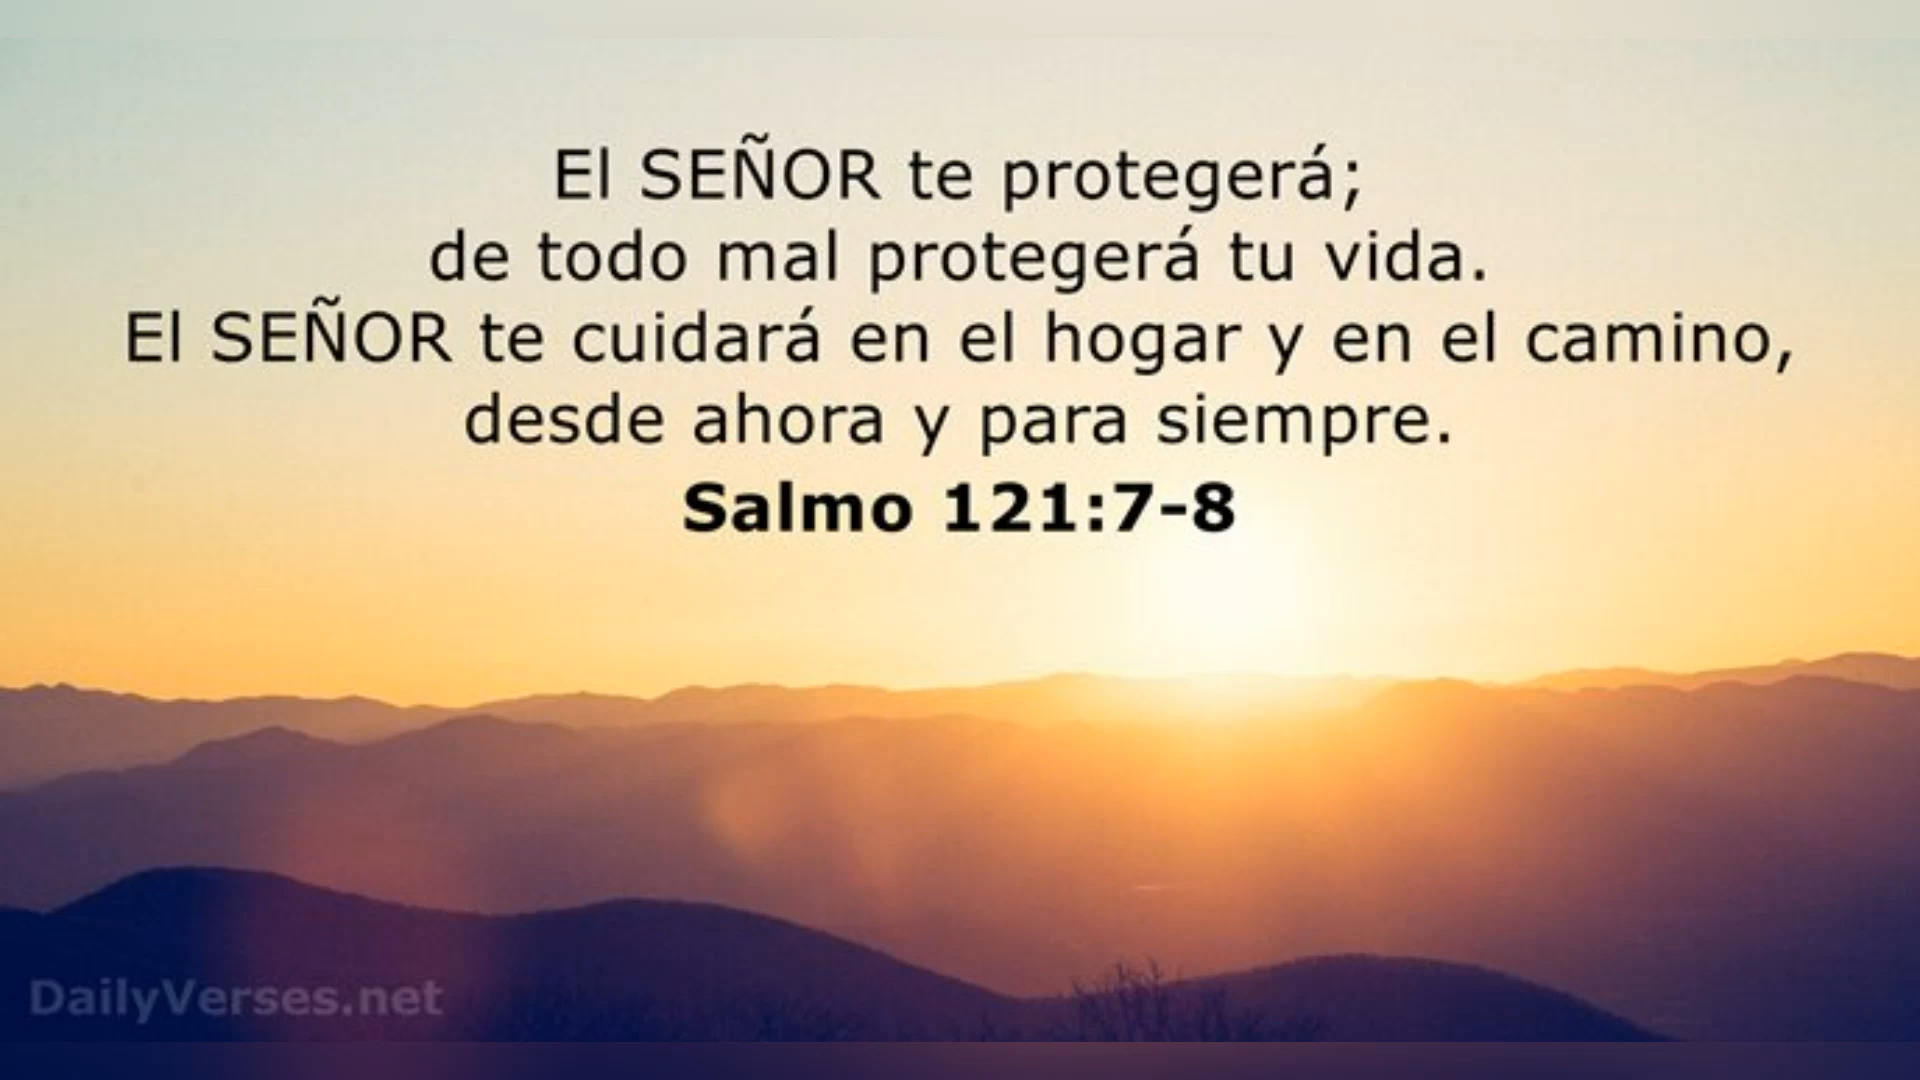 El SEÑOR te protegerá;
de todo mal protegerá tu vida.
El SEÑOR te cuidará en el hogar y en el camino,
desde ahora y para siempre.
Salmo 121:7-8
DailyVerses.net